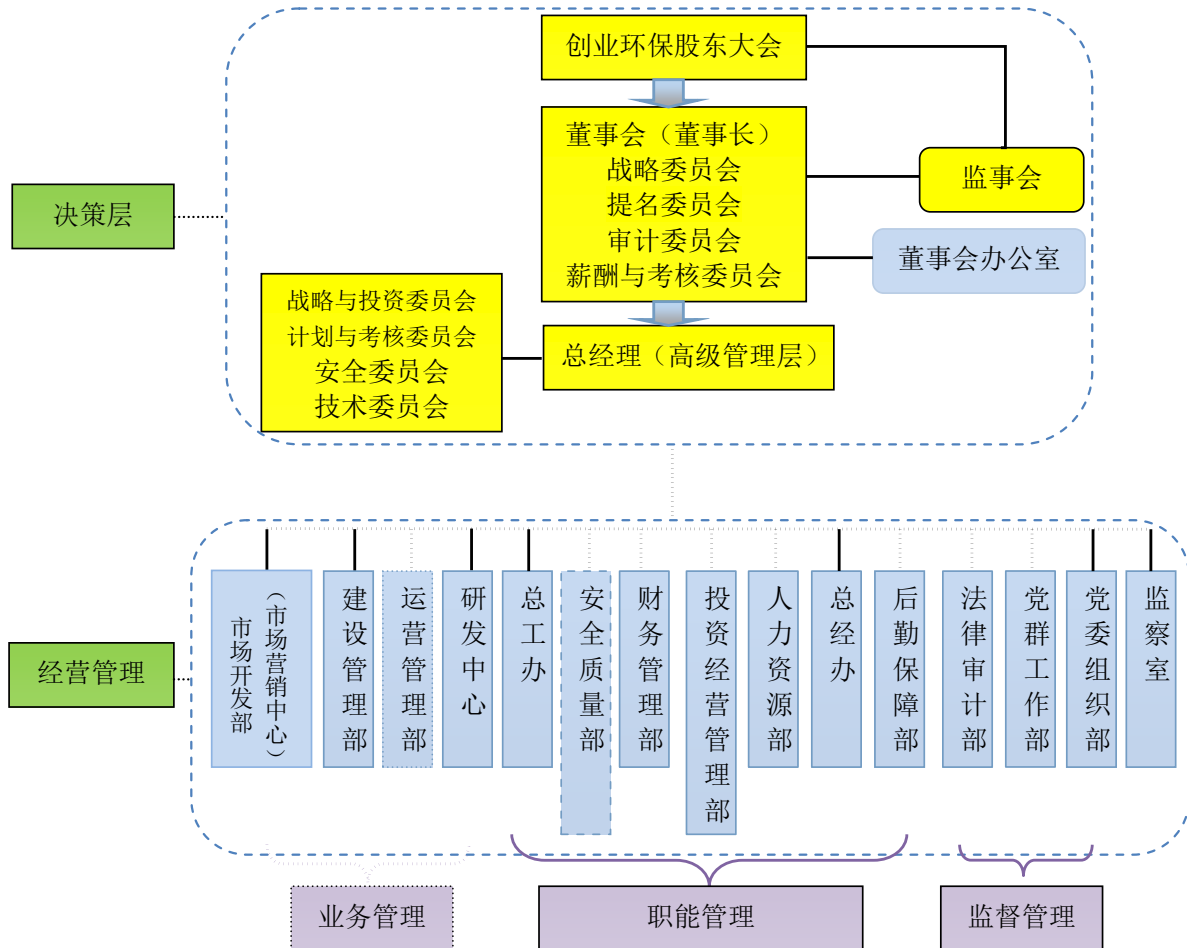 创业环保股东大会
董事会（董事长）
战略委员会
提名委员会
审计委员会
薪酬与考核委员会
监事会
董事会办公室
决策层
战略与投资委员会
计划与考核委员会
安全委员会
技术委员会
总经理（高级管理层）
经营管理
（市场营销中心）
市场开发部
建设管理部
运营管理部
研发中心
总工办
安全质量部
财务管理部
投资经营管理部
人力资源部
总经办
后勤保障部
法律审计部
党群工作部
党委组织部
监察室
业务管理
职能管理
监督管理